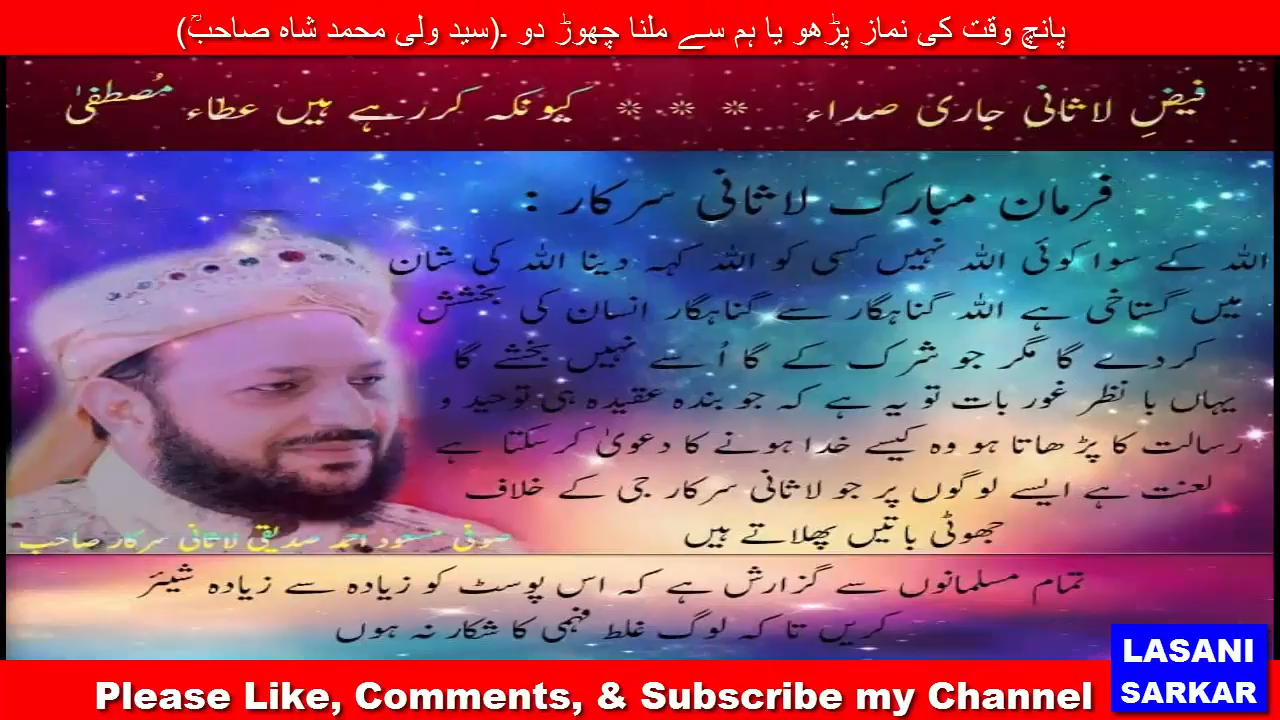 پانچ وقت کی نماز پڑھو یا ہم سے ملنا چھوڑ دو ۔(سید ولی محمد شاہ صاحبؒ)
فیضِ لاثانی جاری صداء ❊ ❊ ❊ کیونکہ کررہے ہیں عطاء مُصطفیٰ
فرمان مبارک لاثانی سرکار :
اللہ کے سوا کوئی اللہ نہیں کسی کو اللہ کہہ دینا اللہ کی شان
میں گستاخی ہے اللہ گناہگار سے گناہگار انسان کی بخشش
کردے گا مگر جو شرک کے گا اُسے نہیں بخشے گا
یہاں با نظر غور بات تو یہ ہے کہ جو بندہ عقیدہ ہی توحید و
رسالت کا پڑھاتا ہو وہ کیسے خدا ہونے کا دعویٰ کرسکتا ہے
لعنت ہے ایسے لوگوں پر جو لاثانی سرکار جی کے خلاف
جھوٹی باتیں پھلاتے ہیں
صوفی مسعود احمد صدیقی لاثانی سرکار صاحب
تمام مسلمانوں سے گزارش ہے کہ اس پوسٹ کو زیادہ سے زیادہ شیئر
کریں تا کہ لوگ غلط فہمی کا شکار نہ ہوں
LASANI
SARKAR
Please Like, Comments, & Subscribe my Channel